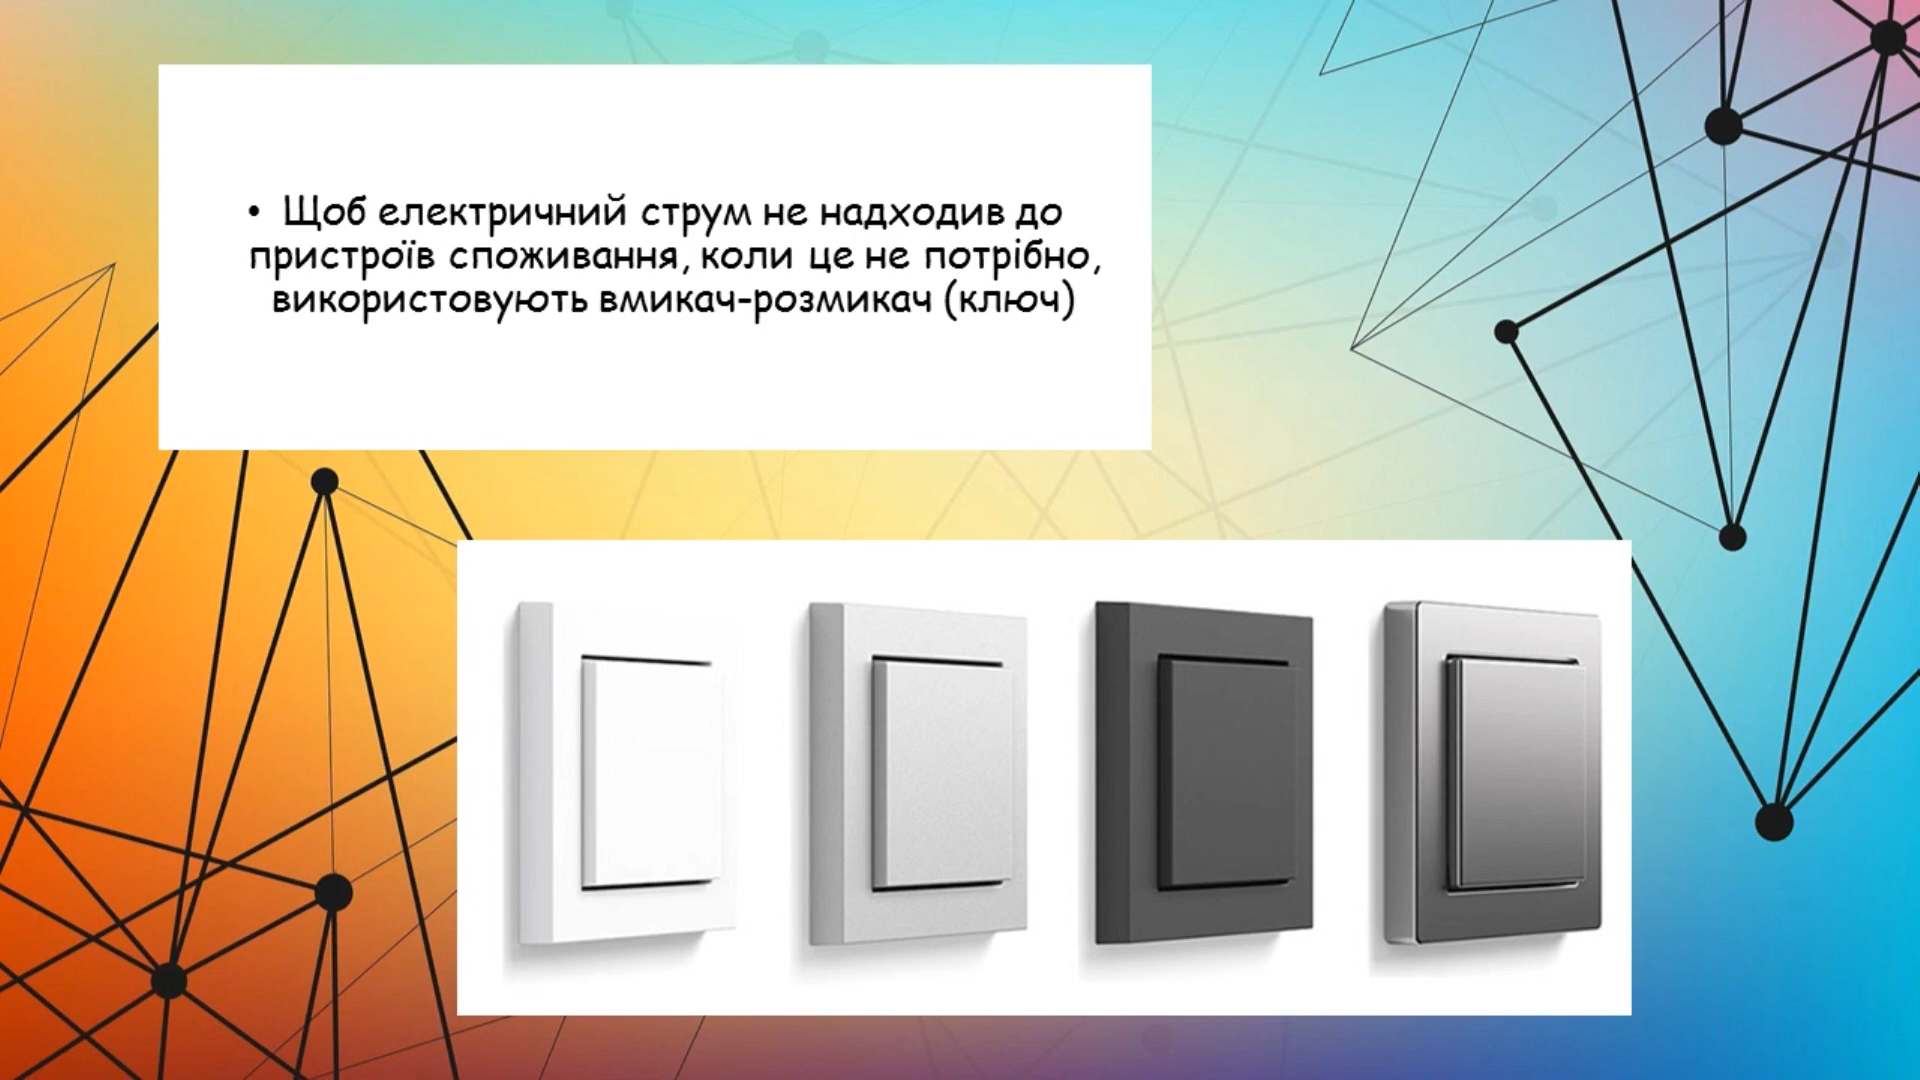 • Щоб електричний струм не надходив до
пристроїв споживання, коли це не потрібно,
використовують вмикач-розмикач (ключ)